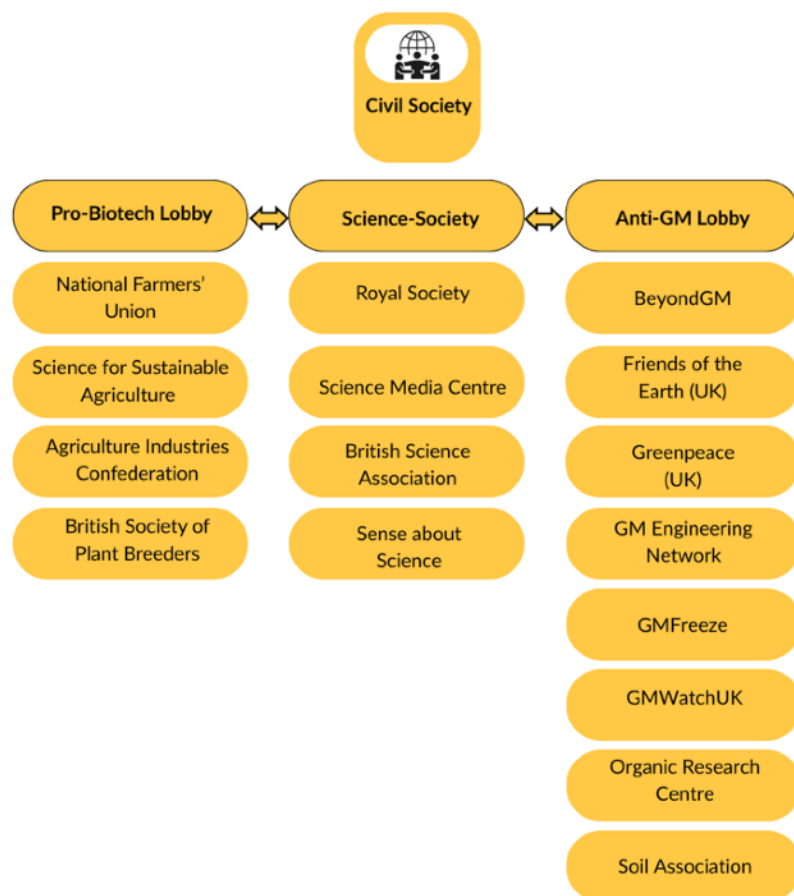 Civil Society
Pro-Biotech Lobby
Science-Society
Anti-GM Lobby
National Farmers'
Union
Science for Sustainable
Agriculture
Agriculture Industries
Confederation
British Society of
Plant Breeders
Royal Society
Science Media Centre
British Science
Association
Sense about
Science
BeyondGM
Friends of the
Earth (UK)
Greenpeace
(UK)
GM Engineering
Network
GMFreeze
GMWatchUK
Organic Research
Centre
Soil Association